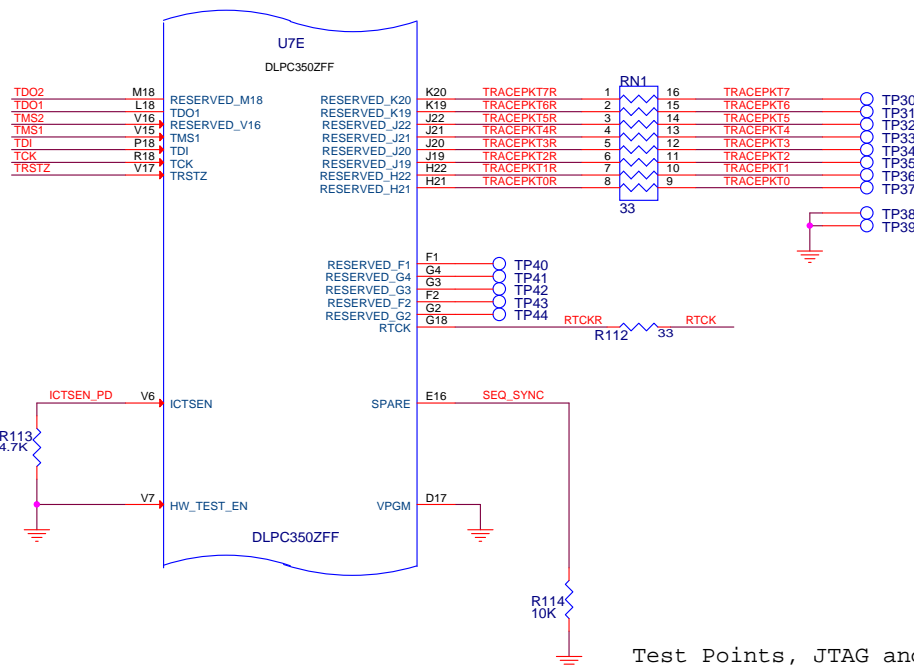 U7E
DLPC350ZFF
TDO2 M18 RESERVED_M18
TDO1 L18 TDO1
TMS2 V16 RESERVED_V16
TMS1 V15 TMS1
TDI P18 TDI
TCK R18 TCK
TRSTZ V17 TRSTZ
RN1
RESERVED_K20 K20 TRACEPKT7R 1 16 TRACEPKT7 TP30
RESERVED_K19 K19 TRACEPKT6R 2 15 TRACEPKT6 TP31
RESERVED_J22 J22 TRACEPKT5R 3 14 TRACEPKT5 TP32
RESERVED_J21 J21 TRACEPKT4R 4 13 TRACEPKT4 TP33
RESERVED_J20 J20 TRACEPKT3R 5 12 TRACEPKT3 TP34
RESERVED_J19 J19 TRACEPKT2R 6 11 TRACEPKT2 TP35
RESERVED_H22 H22 TRACEPKT1R 7 10 TRACEPKT1 TP36
RESERVED_H21 H21 TRACEPKT0R 8 9 TRACEPKT0 TP37
33
TP38
TP39
RESERVED_F1 F1 TP40
RESERVED_G4 G4 TP41
RESERVED_G3 G3 TP42
RESERVED_F2 F2 TP43
RESERVED_G2 G2 TP44
RTCK G18 RTCKR R112 33 RTCK
ICTSEN_PD V6 ICTSEN
SPARE E16 SEQ_SYNC
R113
4.7K
V7 HW_TEST_EN
VPGM D17
DLPC350ZFF
R114
10K
Test Points, JTAG and